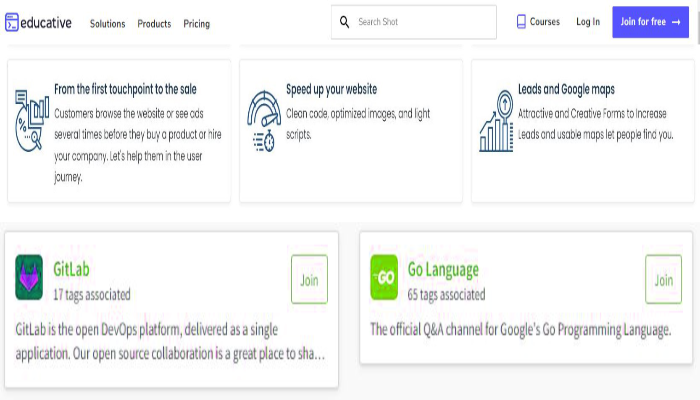 educative Solutions Products Pricing Search Shot Courses Log In Join for free →
From the first touchpoint to the sale
Customers browse the website or see ads
several times before they buy a product or hire
your company. Let's help them in the user
journey.
Speed up your website
Clean code, optimized images, and light
scripts.
Leads and Google maps
Attractive and Creative Forms to Increase
Leads and usable maps let people find you.
GitLab
17 tags associated
Join
GitLab is the open DevOps platform, delivered as a single
application. Our open source collaboration is a great place to sha...
GO
Go Language
65 tags associated
Join
The official Q&A channel for Google's Go Programming Language.